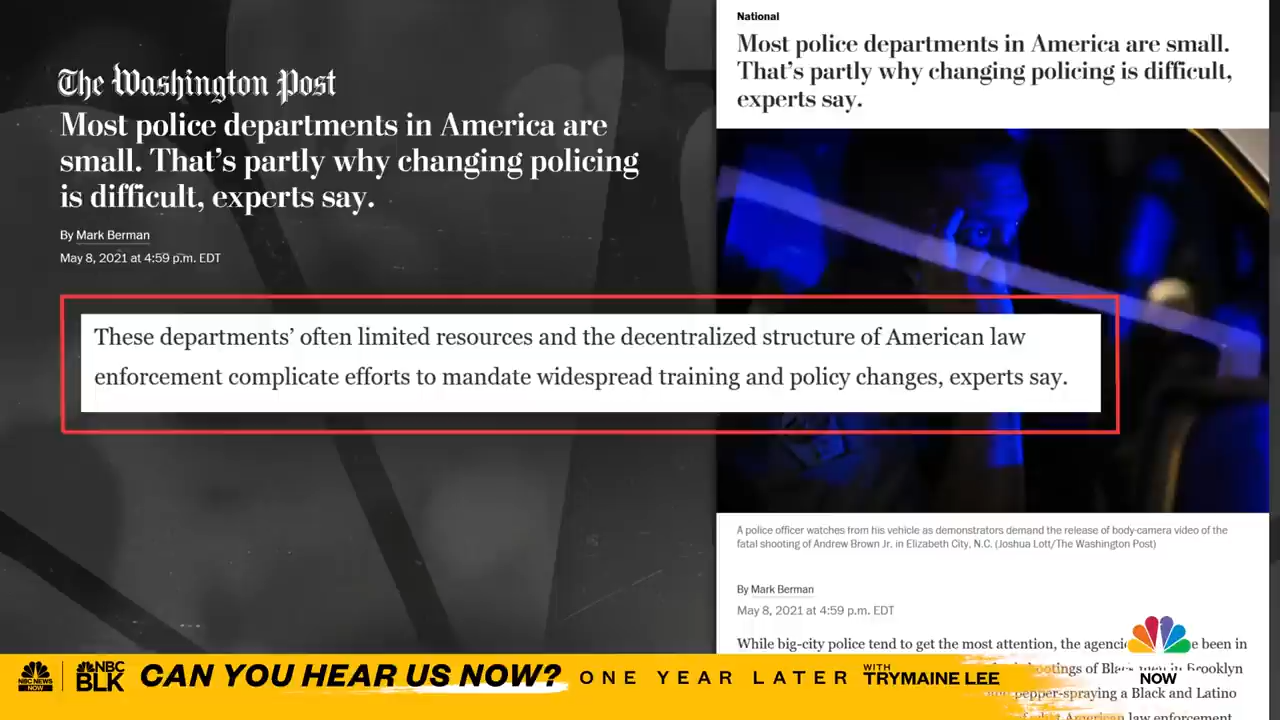 The Washington Post
Most police departments in America are
small. That's partly why changing policing
is difficult, experts say.
By Mark Berman
May 8, 2021 at 4:59 p.m. EDT
These departments' often limited resources and the decentralized structure of American law
enforcement complicate efforts to mandate widespread training and policy changes, experts say.
National
Most police departments in America are small.
That's partly why changing policing is difficult,
experts say.
A police officer watches from his vehicle as demonstrators demand the release of body-camera video of the
fatal shooting of Andrew Brown Jr. in Elizabeth City, N.C. (Joshua Lott/The Washington Post)
By Mark Berman
May 8, 2021 at 4:59 p.m. EDT
While big-city police tend to get the most attention, the been in
shootings of Brooklyn
pepper-spraying a Black and Latino
American law enforcement
NBC NEWS
NOW
NBC
BLK
CAN YOU HEAR US NOW?
ONE YEAR LATER
WITH
TRYMAINE LEE
NOW